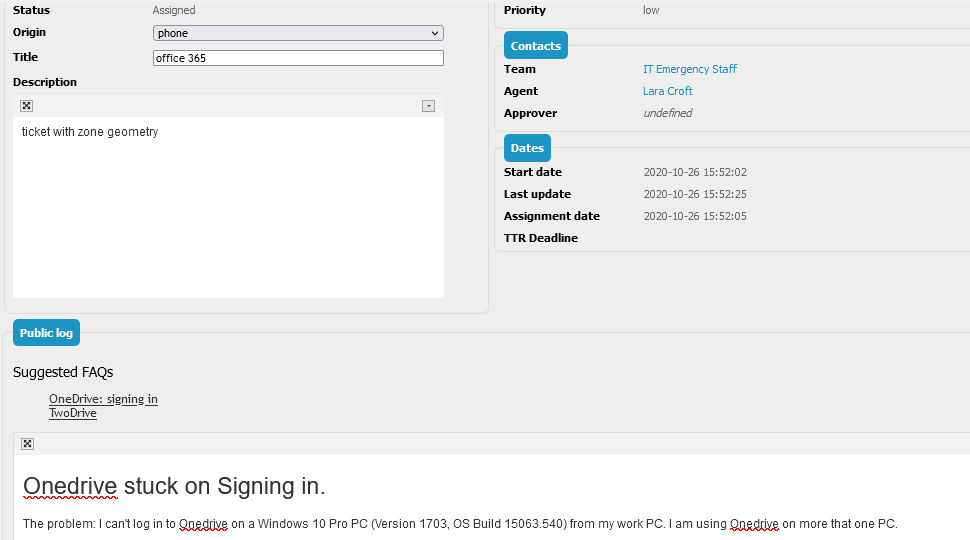 Status Assigned
Origin phone
Title office 365
Description
ticket with zone geometry
Priority low
Contacts
Team IT Emergency Staff
Agent Lara Croft
Approver undefined
Dates
Start date 2020-10-26 15:52:02
Last update 2020-10-26 15:52:25
Assignment date 2020-10-26 15:52:05
TTR Deadline
Public log
Suggested FAQs
OneDrive: signing in
TwoDrive
Onedrive stuck on Signing in.
The problem: I can't log in to Onedrive on a Windows 10 Pro PC (Version 1703, OS Build 15063.540) from my work PC. I am using Onedrive on more that one PC.